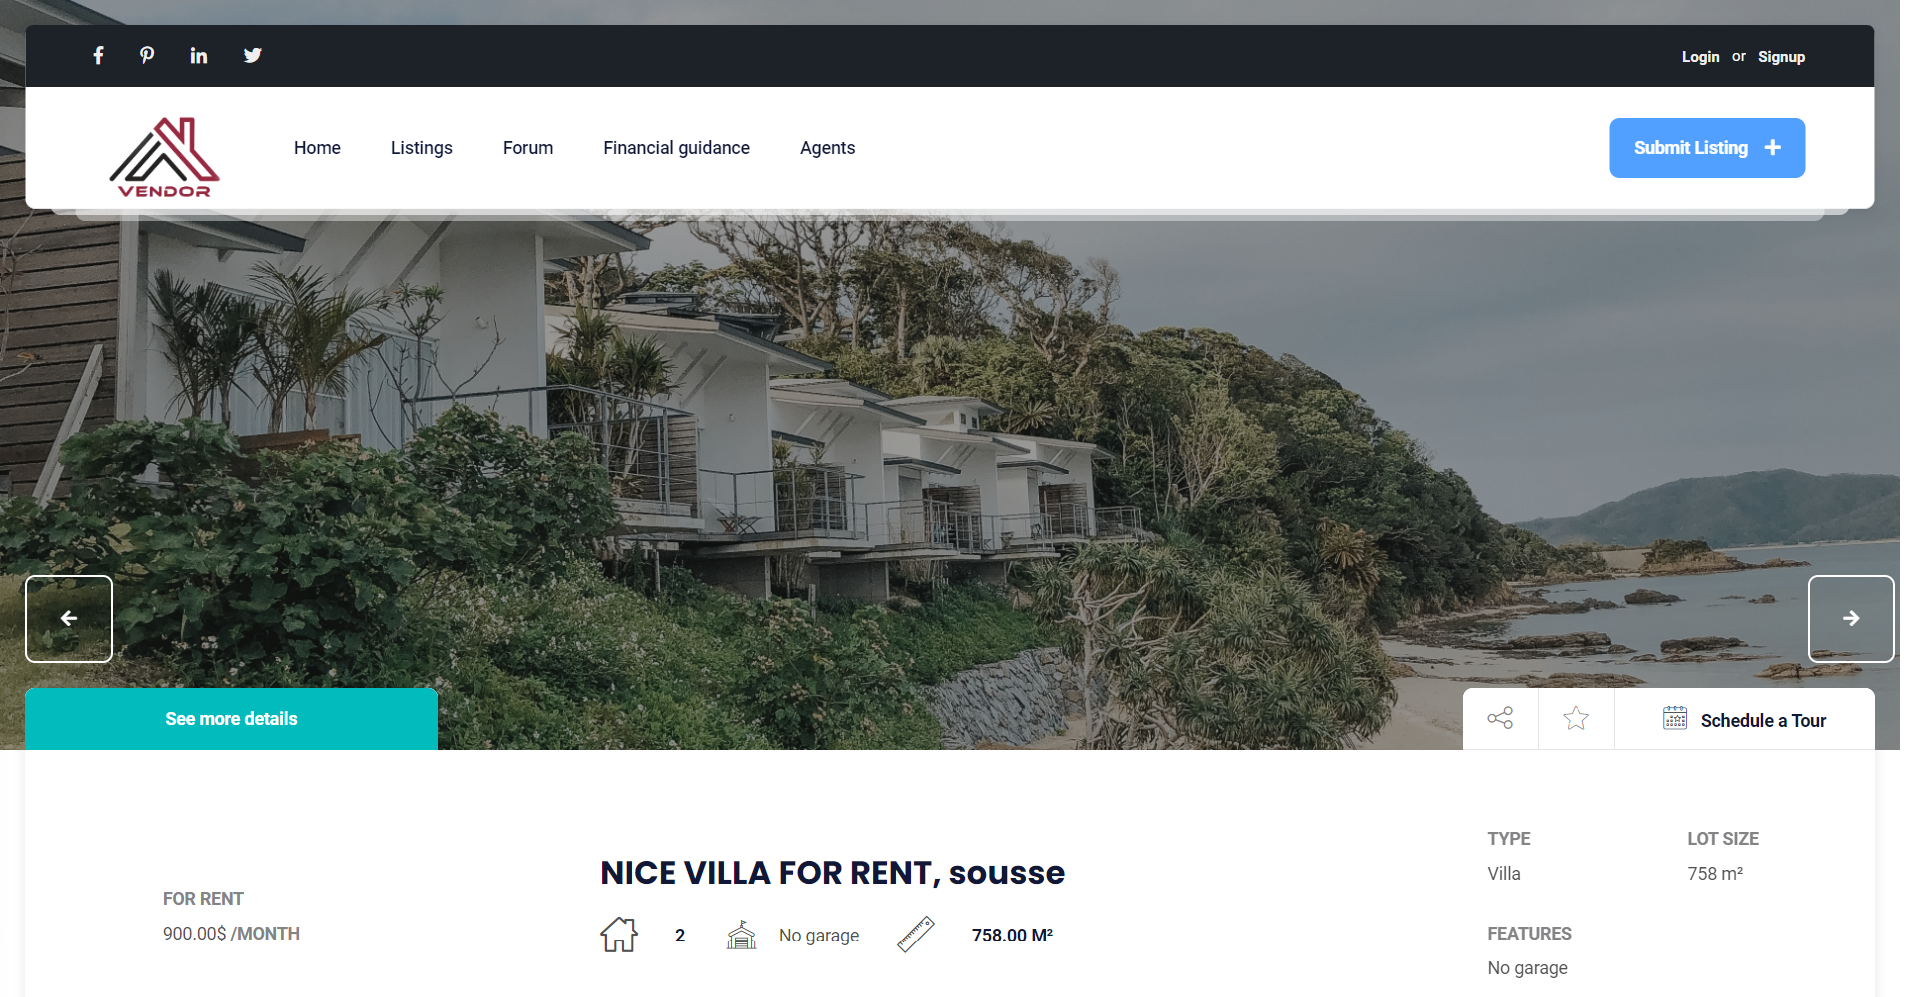 Login or Signup
VENDOR
Home Listings Forum Financial guidance Agents
Submit Listing
See more details
Schedule a Tour
FOR RENT
900.00$ /MONTH
NICE VILLA FOR RENT, sousse
2 No garage 758.00 M²
TYPE
Villa
LOT SIZE
758 m²
FEATURES
No garage